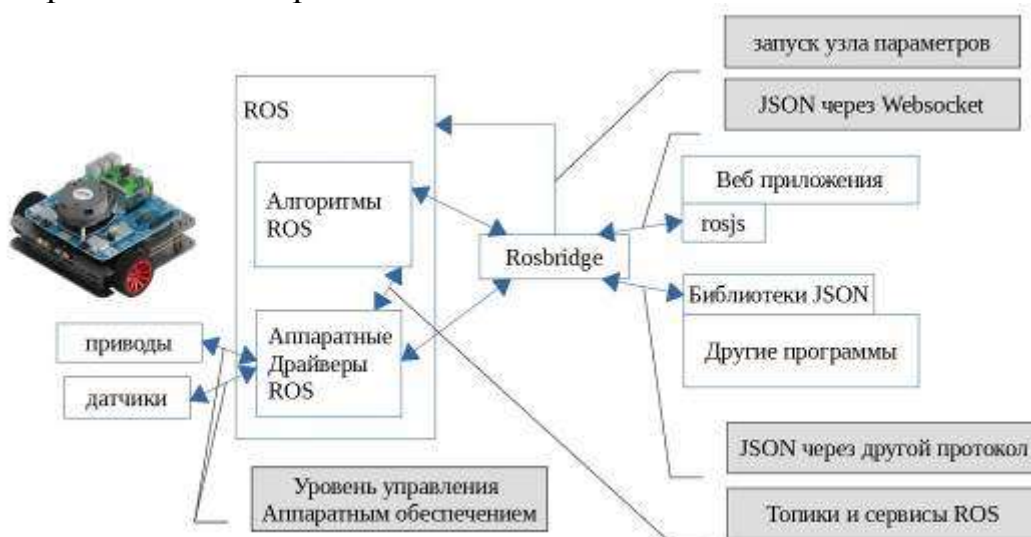 запуск узла параметров
JSON через Websocket
ROS
Алгоритмы
ROS
Веб приложения
rosjs
Rosbridge
Библиотеки JSON
Другие программы
Аппаратные
Драйверы
ROS
приводы
датчики
JSON через другой протокол
Уровень управления
Аппаратным обеспечением
Топики и сервисы ROS